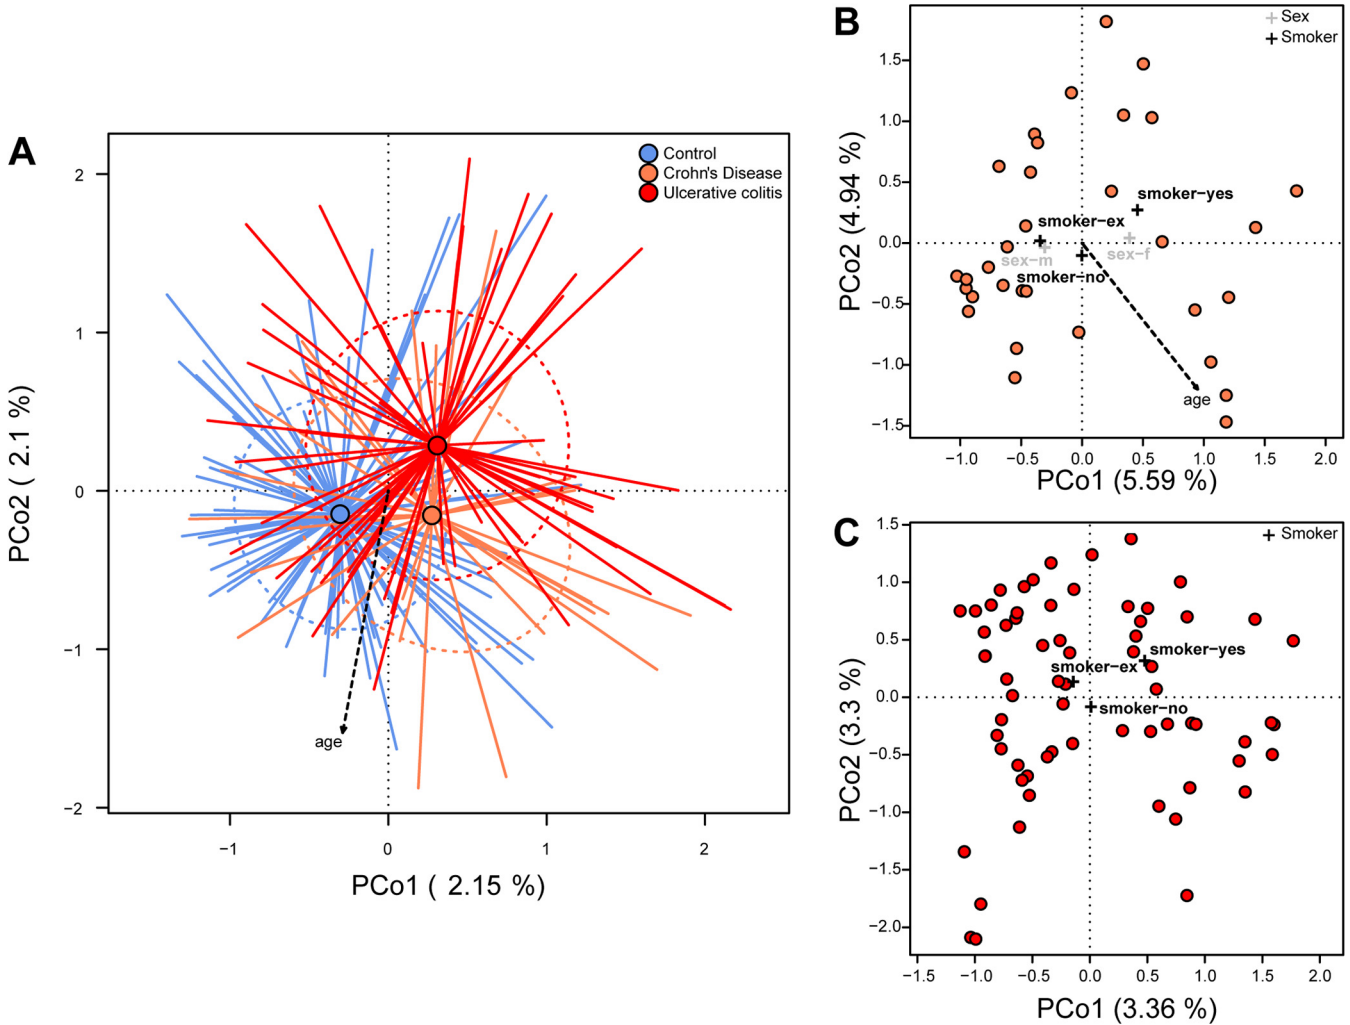 A
Control
Crohn's Disease
Ulcerative colitis
2
1
0
−1
−2
age
−1
0
1
2
PCo1 ( 2.15 %)
PCo2 ( 2.1 %)
B
Sex
Smoker
1.5
1.0
0.5
0.0
−0.5
−1.0
−1.5
smoker−yes
smoker−ex
sex−m
sex−f
smoker−no
age
−1.0
−0.5
0.0
0.5
1.0
1.5
2.0
PCo1 (5.59 %)
PCo2 (4.94 %)
C
Smoker
1.5
1.0
0.5
0.0
−0.5
−1.0
−1.5
−2.0
smoker−yes
smoker−ex
smoker−no
−1.5
−1.0
−0.5
0.0
0.5
1.0
1.5
2.0
PCo1 (3.36 %)
PCo2 (3.3 %)